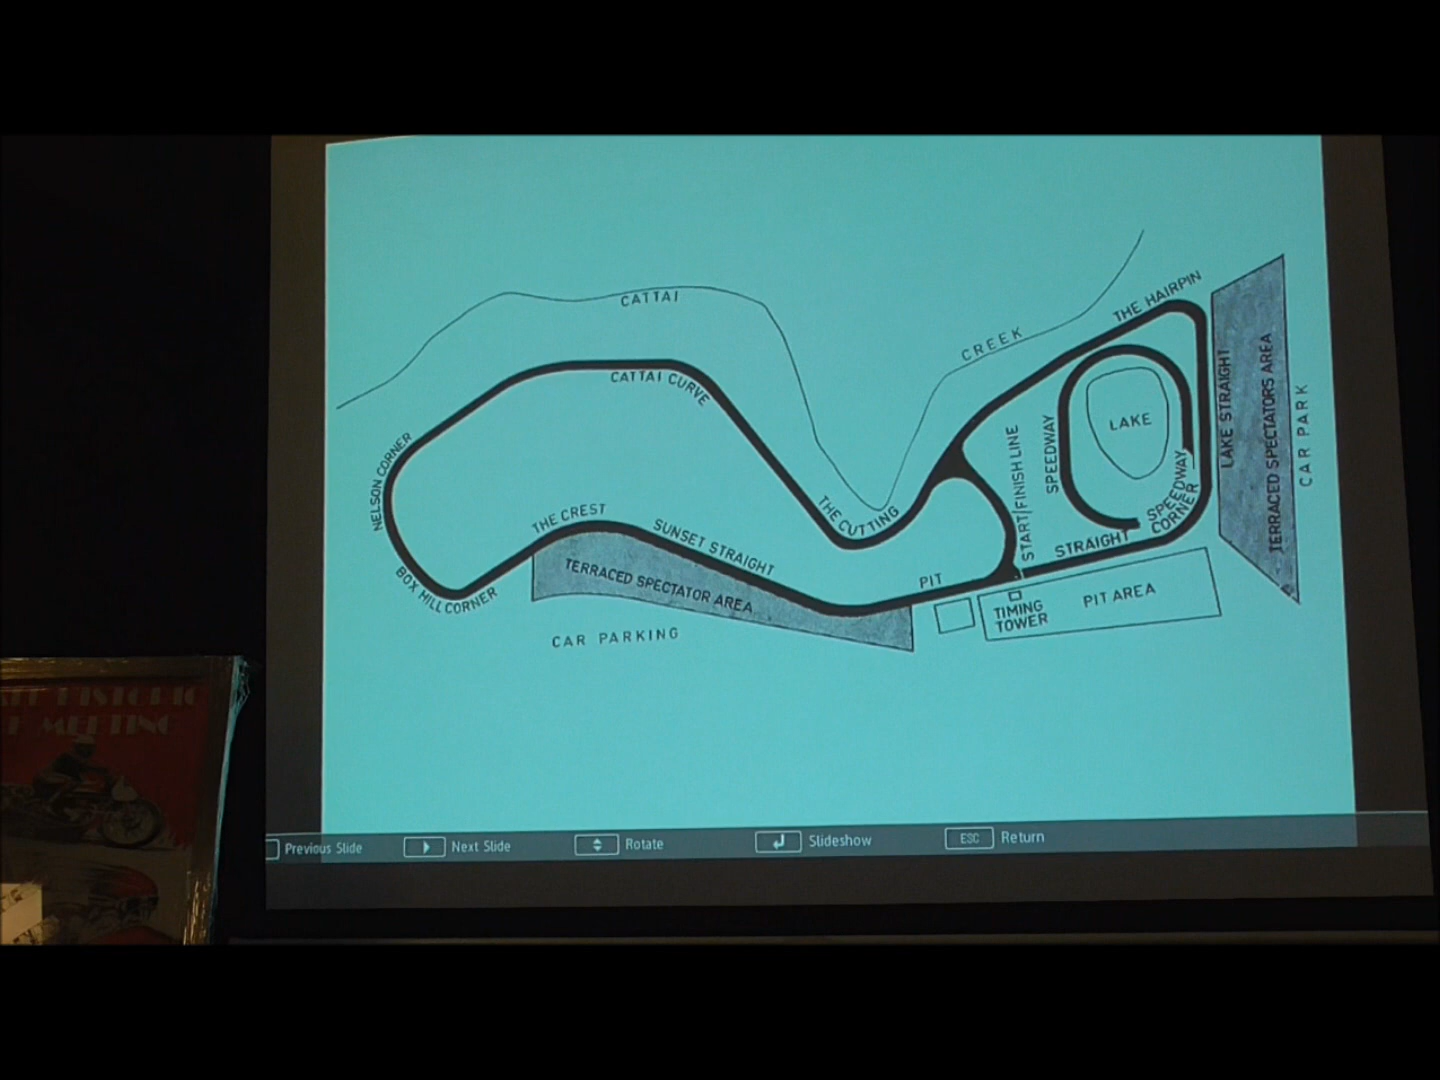 CATTAI
CREEK
THE HAIRPIN
CATTAI CURVE
NELSON CORNER
LAKE
LAKE STRAIGHT
TERRACED SPECTATORS AREA
CAR PARK
SPEEDWAY
START/FINISH LINE
SPEEDWAY
CORNER
THE CREST
SUNSET STRAIGHT
THE CUTTING
STRAIGHT
BOX HILL CORNER
TERRACED SPECTATOR AREA
PIT
TIMING
TOWER
PIT AREA
CAR PARKING
HISTORIC
MEETING
Previous Slide
Next Slide
Rotate
Slideshow
ESC
Return